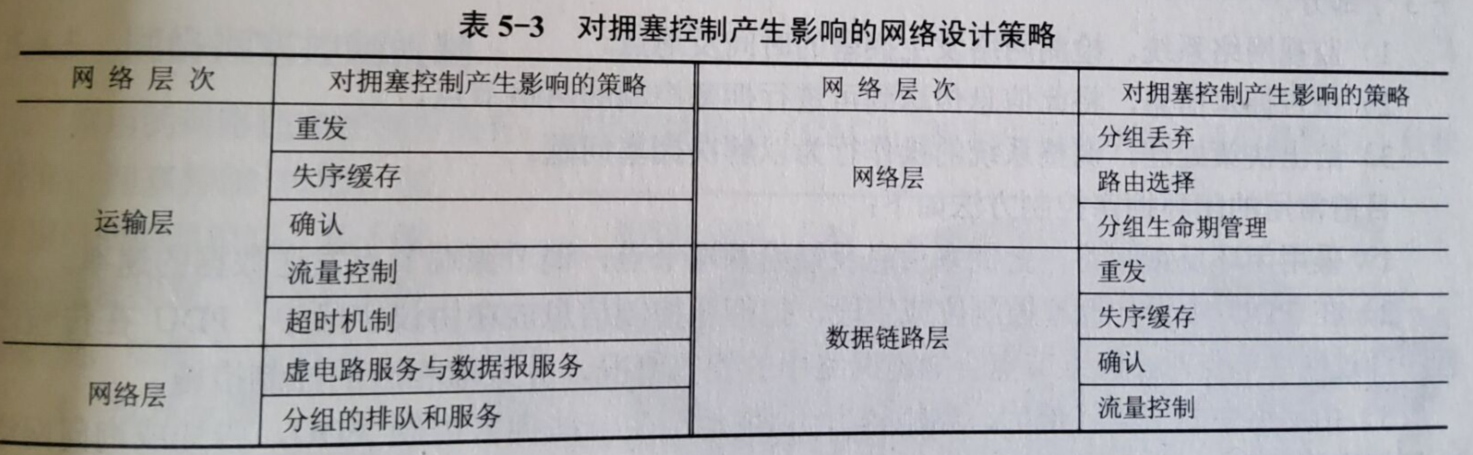 表 5-3 对拥塞控制产生影响的网络设计策略
网络层次 对拥塞控制产生影响的策略 网络层次 对拥塞控制产生影响的策略
运输层
重发
失序缓存
确认
流量控制
超时机制
网络层
虚电路服务与数据报服务
分组的排队和服务
网络层
分组丢弃
路由选择
分组生命期管理
数据链路层
重发
失序缓存
确认
流量控制